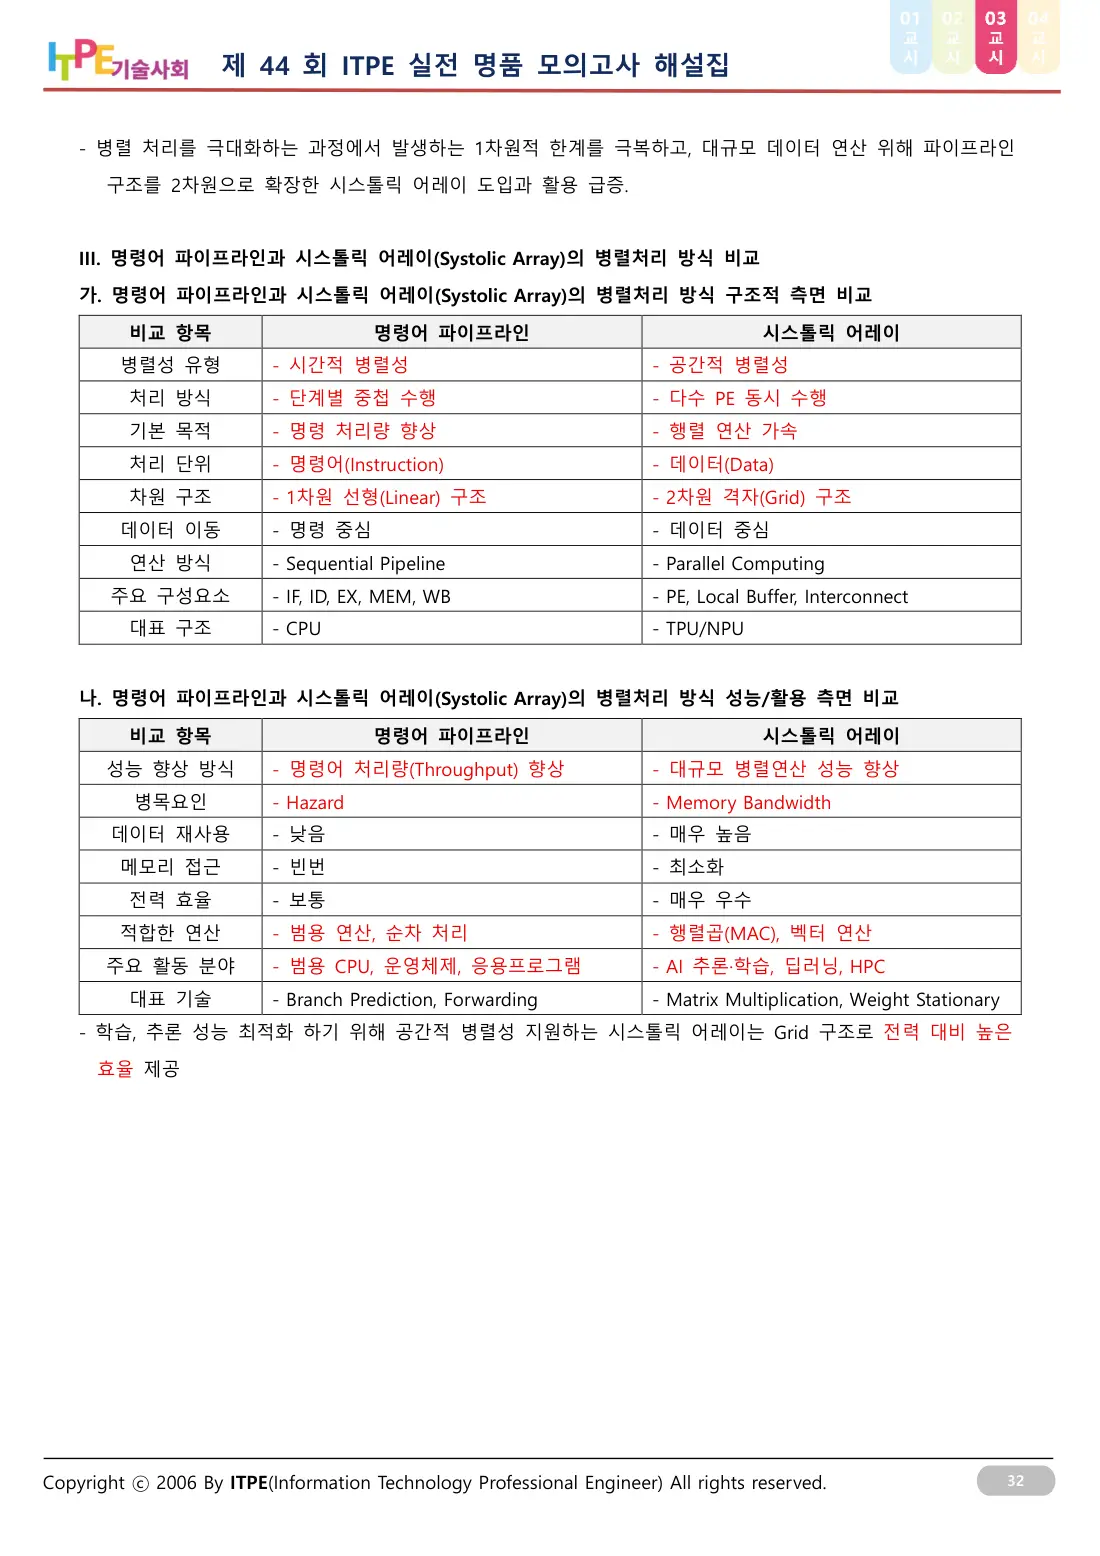 01 02 03 04
교 교 교 교
시 시 시 시
ITPE기술사회 제 44 회 ITPE 실전 명품 모의고사 해설집
- 병렬 처리를 극대화하는 과정에서 발생하는 1차원적 한계를 극복하고, 대규모 데이터 연산 위해 파이프라인
구조를 2차원으로 확장한 시스톨릭 어레이 도입과 활용 급증.
III. 명령어 파이프라인과 시스톨릭 어레이(Systolic Array)의 병렬처리 방식 비교
가. 명령어 파이프라인과 시스톨릭 어레이(Systolic Array)의 병렬처리 방식 구조적 측면 비교
비교 항목 명령어 파이프라인 시스톨릭 어레이
병렬성 유형 - 시간적 병렬성 - 공간적 병렬성
처리 방식 - 단계별 중첩 수행 - 다수 PE 동시 수행
기본 목적 - 명령 처리량 향상 - 행렬 연산 가속
처리 단위 - 명령어(Instruction) - 데이터(Data)
차원 구조 - 1차원 선형(Linear) 구조 - 2차원 격자(Grid) 구조
데이터 이동 - 명령 중심 - 데이터 중심
연산 방식 - Sequential Pipeline - Parallel Computing
주요 구성요소 - IF, ID, EX, MEM, WB - PE, Local Buffer, Interconnect
대표 구조 - CPU - TPU/NPU
나. 명령어 파이프라인과 시스톨릭 어레이(Systolic Array)의 병렬처리 방식 성능/활용 측면 비교
비교 항목 명령어 파이프라인 시스톨릭 어레이
성능 향상 방식 - 명령어 처리량(Throughput) 향상 - 대규모 병렬연산 성능 향상
병목요인 - Hazard - Memory Bandwidth
데이터 재사용 - 낮음 - 매우 높음
메모리 접근 - 빈번 - 최소화
전력 효율 - 보통 - 매우 우수
적합한 연산 - 범용 연산, 순차 처리 - 행렬곱(MAC), 벡터 연산
주요 활동 분야 - 범용 CPU, 운영체제, 응용프로그램 - AI 추론·학습, 딥러닝, HPC
대표 기술 - Branch Prediction, Forwarding - Matrix Multiplication, Weight Stationary
- 학습, 추론 성능 최적화 하기 위해 공간적 병렬성 지원하는 시스톨릭 어레이는 Grid 구조로 전력 대비 높은
효율 제공
Copyright ⓒ 2006 By ITPE(Information Technology Professional Engineer) All rights reserved. 32